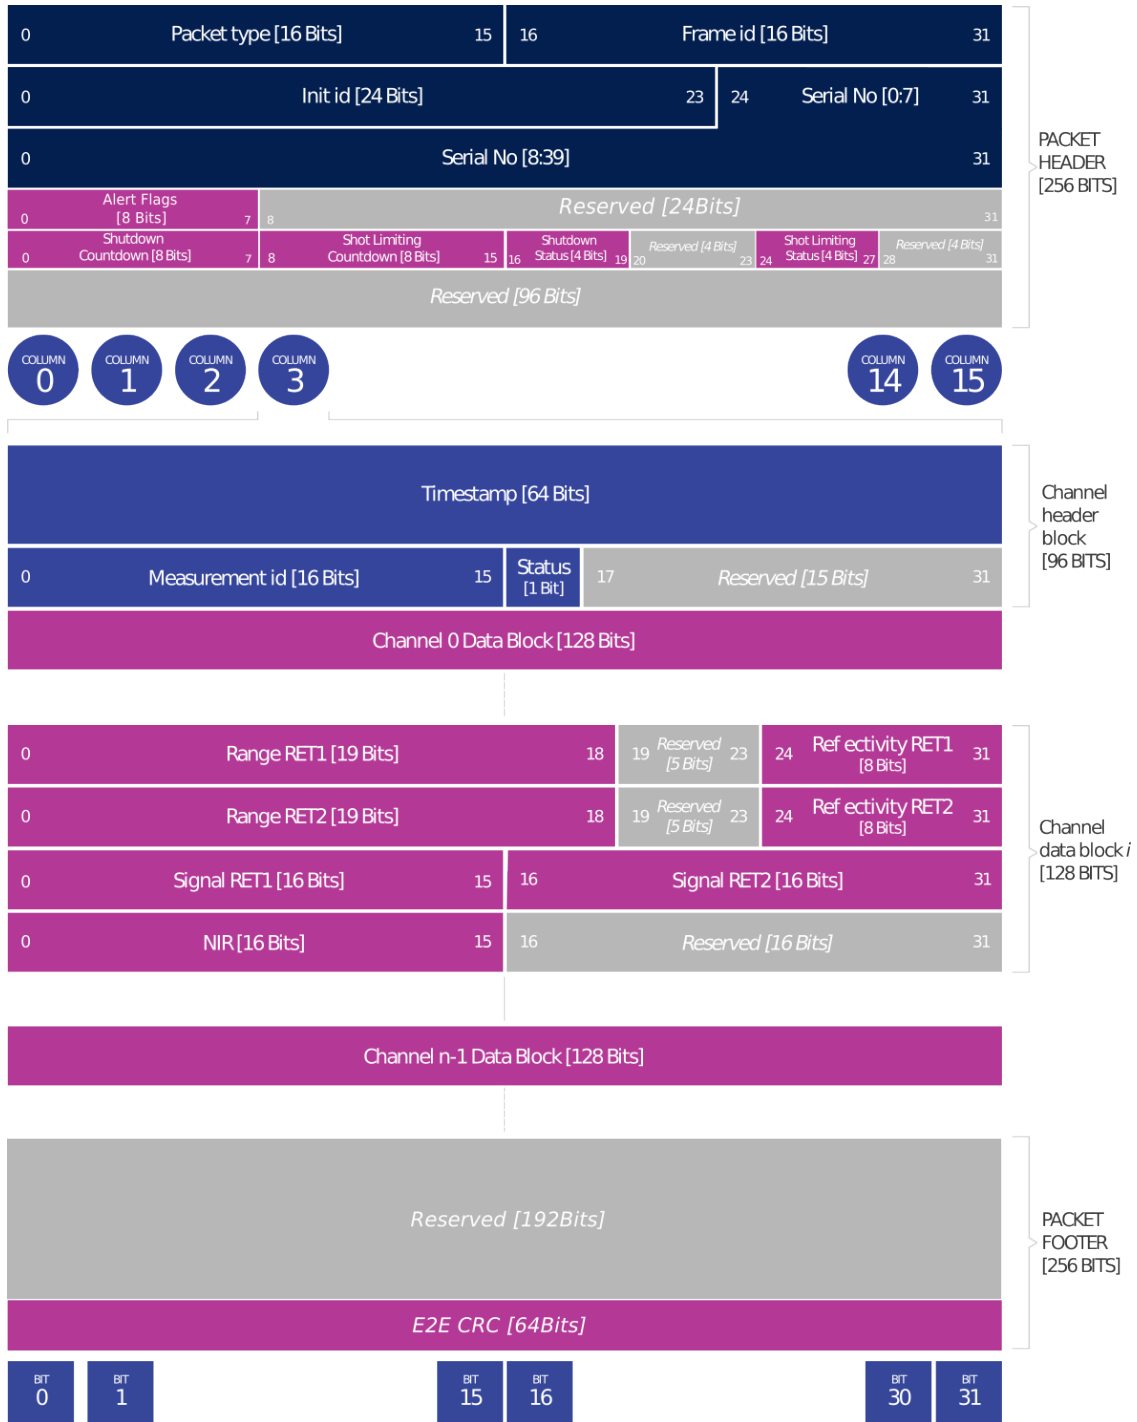 0 Packet type [16 Bits] 15 16 Frame id [16 Bits] 31
0 Init id [24 Bits] 23 24 Serial No [0:7] 31
0 Serial No [8:39] 31
PACKET
HEADER
[256 BITS]
Alert Flags
[8 Bits]
0 7 8 Reserved [24Bits] 31
Shutdown
Countdown [8 Bits]
0 7
Shot Limiting
Countdown [8 Bits]
8 15
Shutdown
Status [4 Bits]
16 19
Reserved [4 Bits]
20 23
Shot Limiting
Status [4 Bits]
24 27
Reserved [4 Bits]
28 31
Reserved [96 Bits]
COLUMN
0
COLUMN
1
COLUMN
2
COLUMN
3
COLUMN
14
COLUMN
15
Timestamp [64 Bits]
Channel
header
block
[96 BITS]
0 Measurement id [16 Bits] 15
Status
[1 Bit]
17 Reserved [15 Bits] 31
Channel 0 Data Block [128 Bits]
0 Range RET1 [19 Bits] 18
19 Reserved 23
[5 Bits]
24 Ref ectivity RET1 31
[8 Bits]
0 Range RET2 [19 Bits] 18
19 Reserved 23
[5 Bits]
24 Ref ectivity RET2 31
[8 Bits]
Channel
data block i
[128 BITS]
0 Signal RET1 [16 Bits] 15 16 Signal RET2 [16 Bits] 31
0 NIR [16 Bits] 15 16 Reserved [16 Bits] 31
Channel n-1 Data Block [128 Bits]
Reserved [192Bits]
PACKET
FOOTER
[256 BITS]
E2E CRC [64Bits]
BIT
0
BIT
1
BIT
15
BIT
16
BIT
30
BIT
31